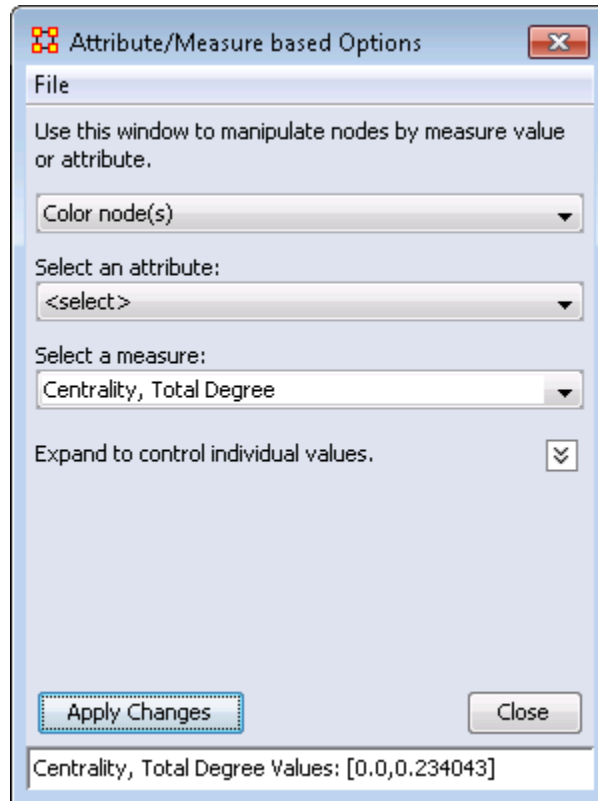 Attribute/Measure based Options
File
Use this window to manipulate nodes by measure value
or attribute.
Color node(s)
Select an attribute:
<select>
Select a measure:
Centrality, Total Degree
Expand to control individual values.
Apply Changes
Close
Centrality, Total Degree Values: [0.0,0.234043]